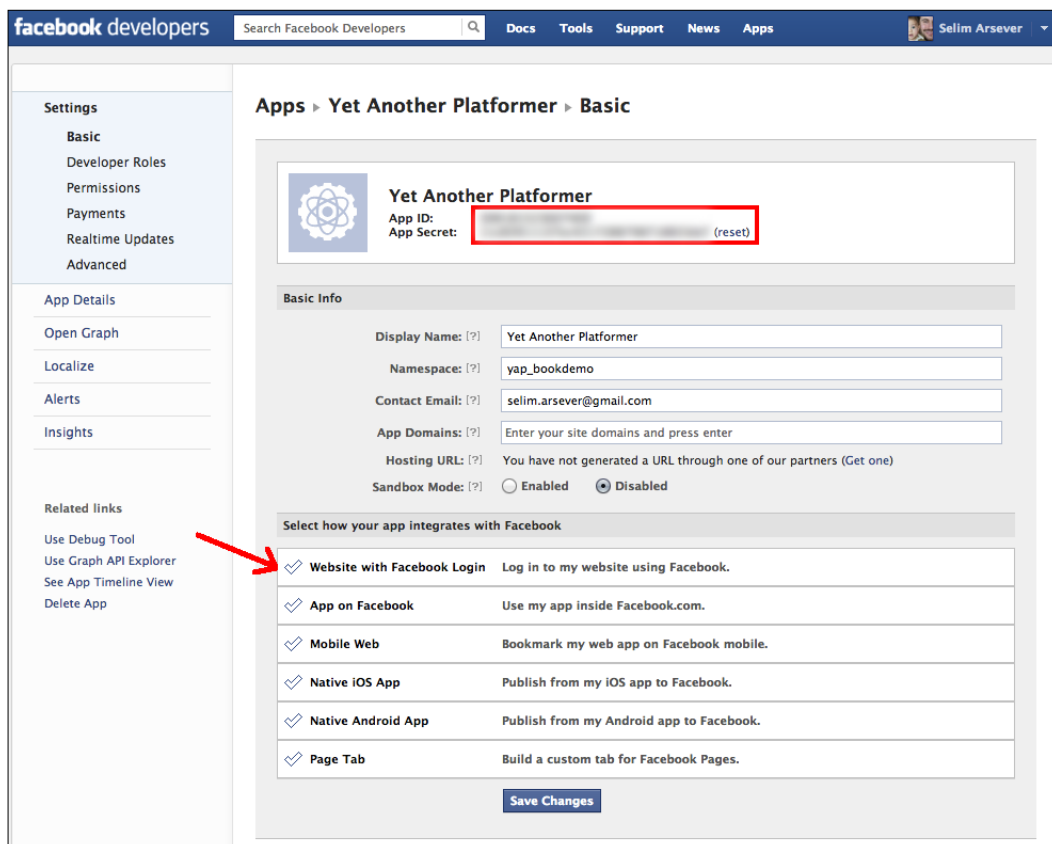 facebook developers
Search Facebook Developers
Docs Tools Support News Apps
Selim Arsever
Settings
Basic
Developer Roles
Permissions
Payments
Realtime Updates
Advanced
App Details
Open Graph
Localize
Alerts
Insights
Related links
Use Debug Tool
Use Graph API Explorer
See App Timeline View
Delete App
Apps ▸ Yet Another Platformer ▸ Basic
Yet Another Platformer
App ID:
App Secret: (reset)
Basic Info
Display Name: [?] Yet Another Platformer
Namespace: [?] yap_bookdemo
Contact Email: [?] selim.arsever@gmail.com
App Domains: [?] Enter your site domains and press enter
Hosting URL: [?] You have not generated a URL through one of our partners (Get one)
Sandbox Mode: [?] Enabled Disabled
Select how your app integrates with Facebook
Website with Facebook Login Log in to my website using Facebook.
App on Facebook Use my app inside Facebook.com.
Mobile Web Bookmark my web app on Facebook mobile.
Native iOS App Publish from my iOS app to Facebook.
Native Android App Publish from my Android app to Facebook.
Page Tab Build a custom tab for Facebook Pages.
Save Changes